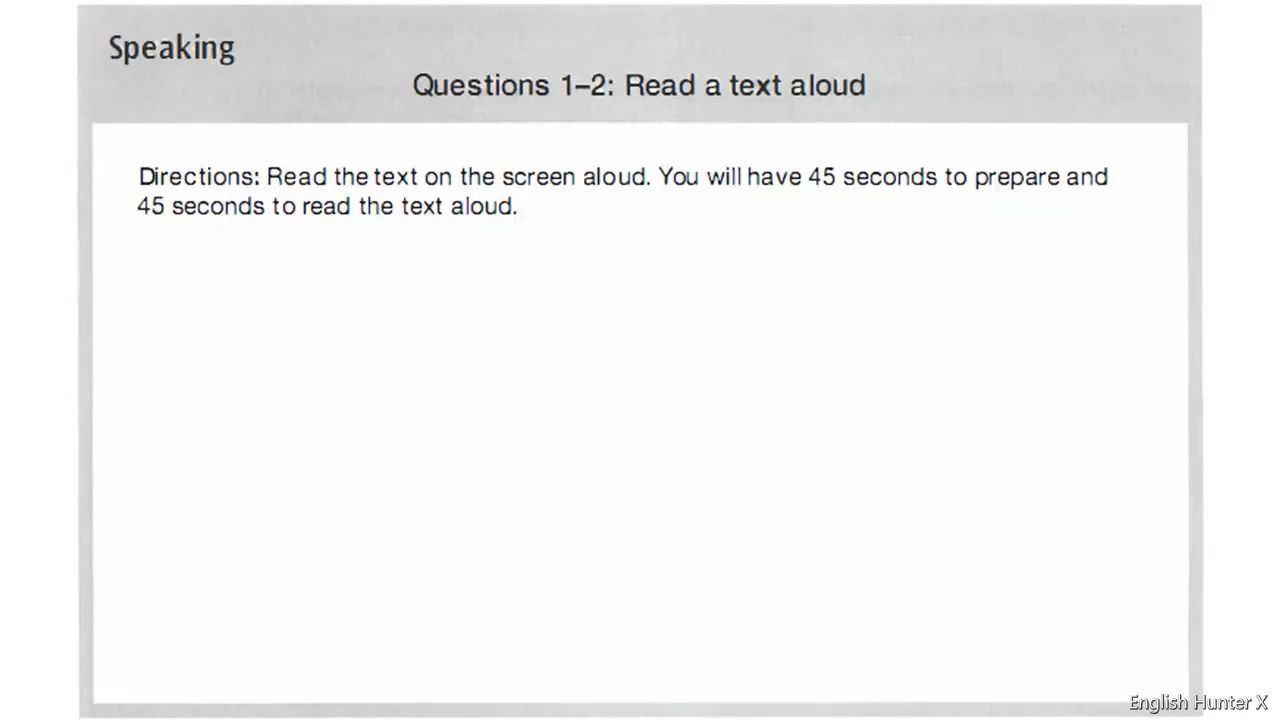 Speaking
Questions 1–2: Read a text aloud
Directions: Read the text on the screen aloud. You will have 45 seconds to prepare and
45 seconds to read the text aloud.
English Hunter X